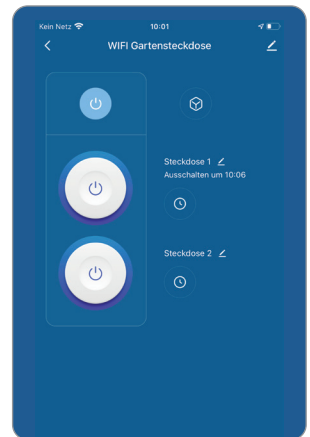 Kein Netz 10:01
WIFI Gartensteckdose
Steckdose 1
Ausschalten um 10:06
Steckdose 2